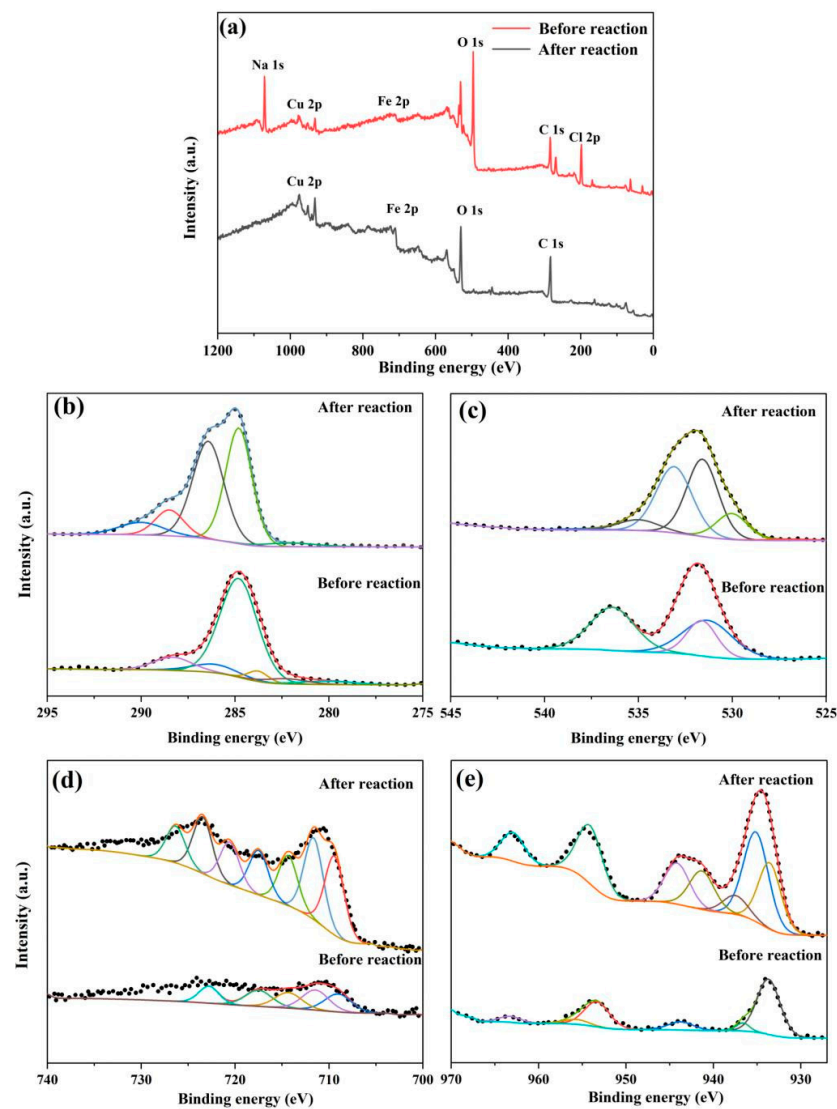 (a)
Before reaction
After reaction
Na 1s
Cu 2p
Fe 2p
O 1s
C 1s
Cl 2p
Cu 2p
Fe 2p
O 1s
C 1s
Intensity (a.u.)
1200 1000 800 600 400 200 0
Binding energy (eV)
(b)
After reaction
Before reaction
Intensity (a.u.)
295 290 285 280 275
Binding energy (eV)
(c)
After reaction
Before reaction
545 540 535 530 525
Binding energy (eV)
(d)
After reaction
Before reaction
Intensity (a.u.)
740 730 720 710 700
Binding energy (eV)
(e)
After reaction
Before reaction
970 960 950 940 930
Binding energy (eV)